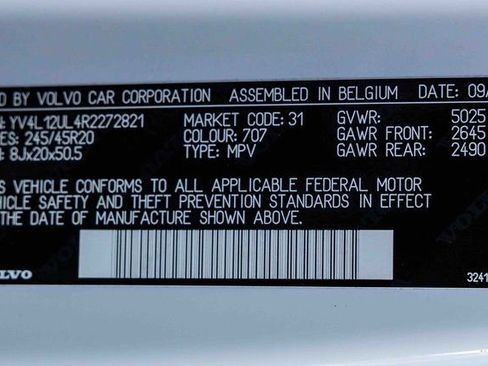 D BY VOLVO CAR CORPORATION ASSEMBLED IN BELGIUM DATE: 09/
N: YV4L12UL4R2272821 MARKET CODE: 31 GVWR: 5025
ES: 245/45R20 COLOUR: 707 GAWR FRONT: 2645
: 8Jx20x50.5 TYPE: MPV GAWR REAR: 2490
S VEHICLE CONFORMS TO ALL APPLICABLE FEDERAL MOTOR
HICLE SAFETY AND THEFT PREVENTION STANDARDS IN EFFECT
THE DATE OF MANUFACTURE SHOWN ABOVE.
VOLVO 3241